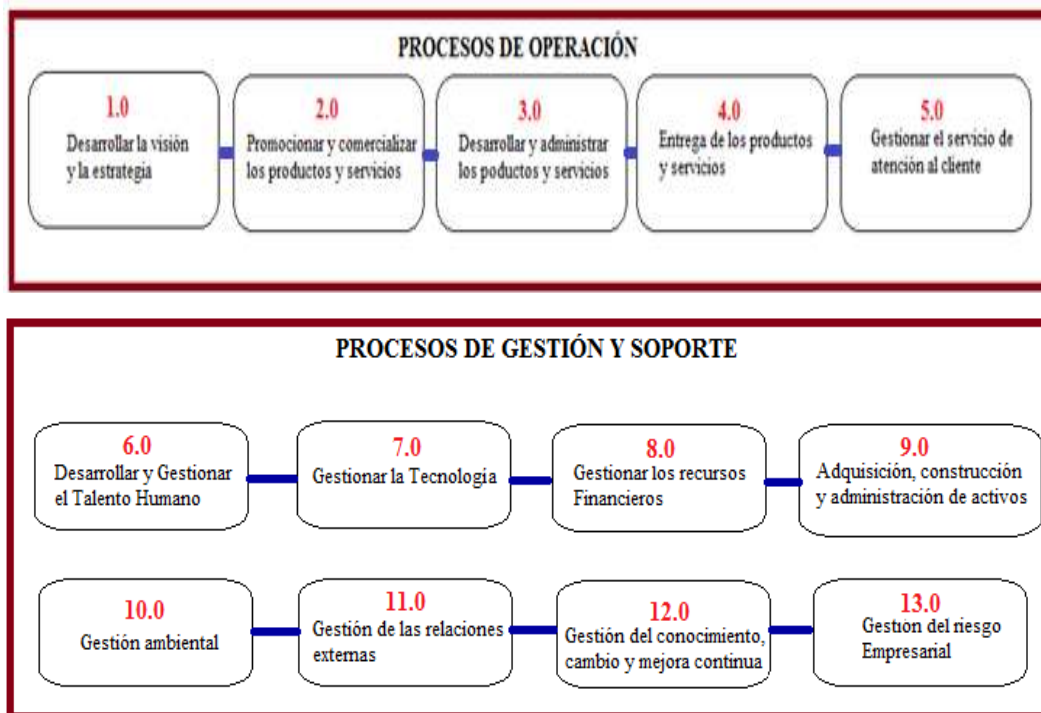 PROCESOS DE OPERACIÓN
1.0
Desarrollar la visión
y la estrategia
2.0
Promocionar y comercializar
los productos y servicios
3.0
Desarrollar y administrar
los poductos y servicios
4.0
Entrega de los productos
y servicios
5.0
Gestionar el servicio de
atención al cliente
PROCESOS DE GESTIÓN Y SOPORTE
6.0
Desarrollar y Gestionar
el Talento Humano
7.0
Gestionar la Tecnología
8.0
Gestionar los recursos
Financieros
9.0
Adquisición, construcción
y administración de activos
10.0
Gestión ambiental
11.0
Gestión de las relaciones
externas
12.0
Gestión del conocimiento,
cambio y mejora continua
13.0
Gestión del riesgo
Empresarial